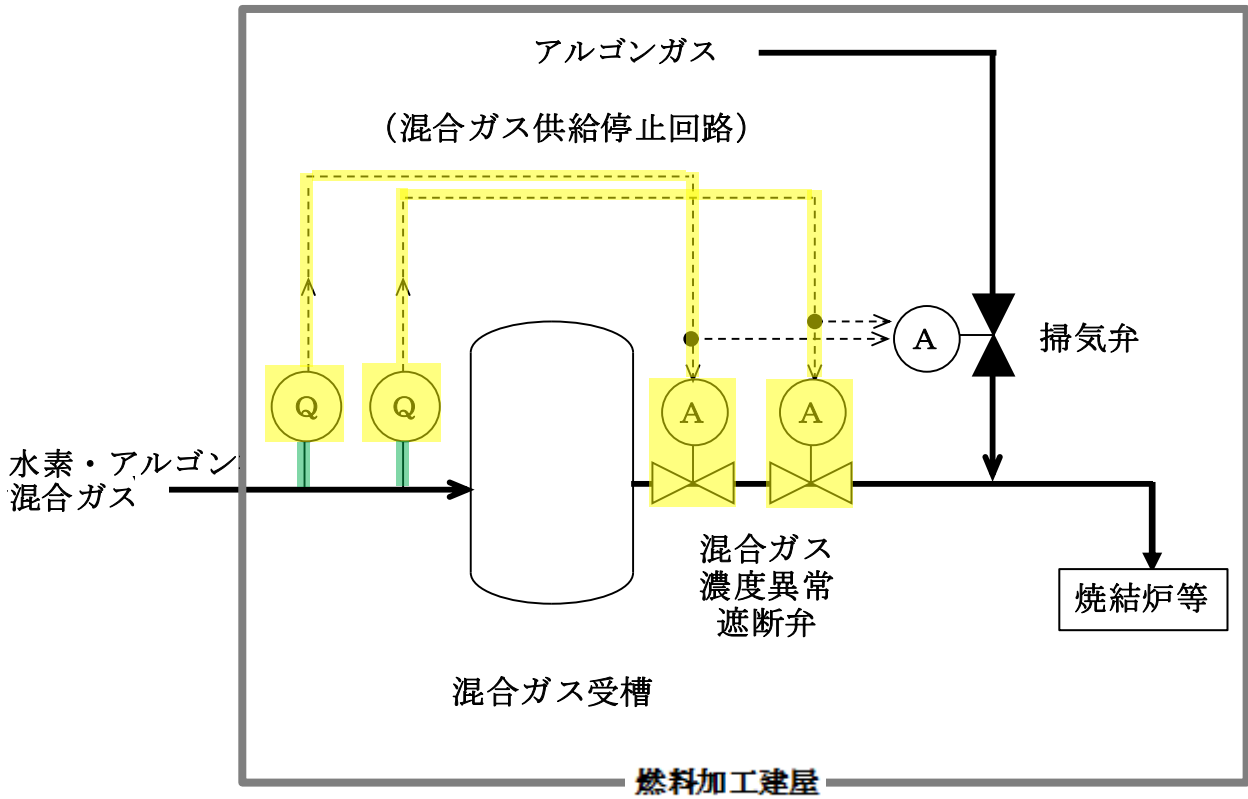 アルゴンガス
（混合ガス供給停止回路）
A
掃気弁
Q
Q
A
A
水素・アルゴン
混合ガス
混合ガス
濃度異常
遮断弁
焼結炉等
混合ガス受槽
燃料加工建屋